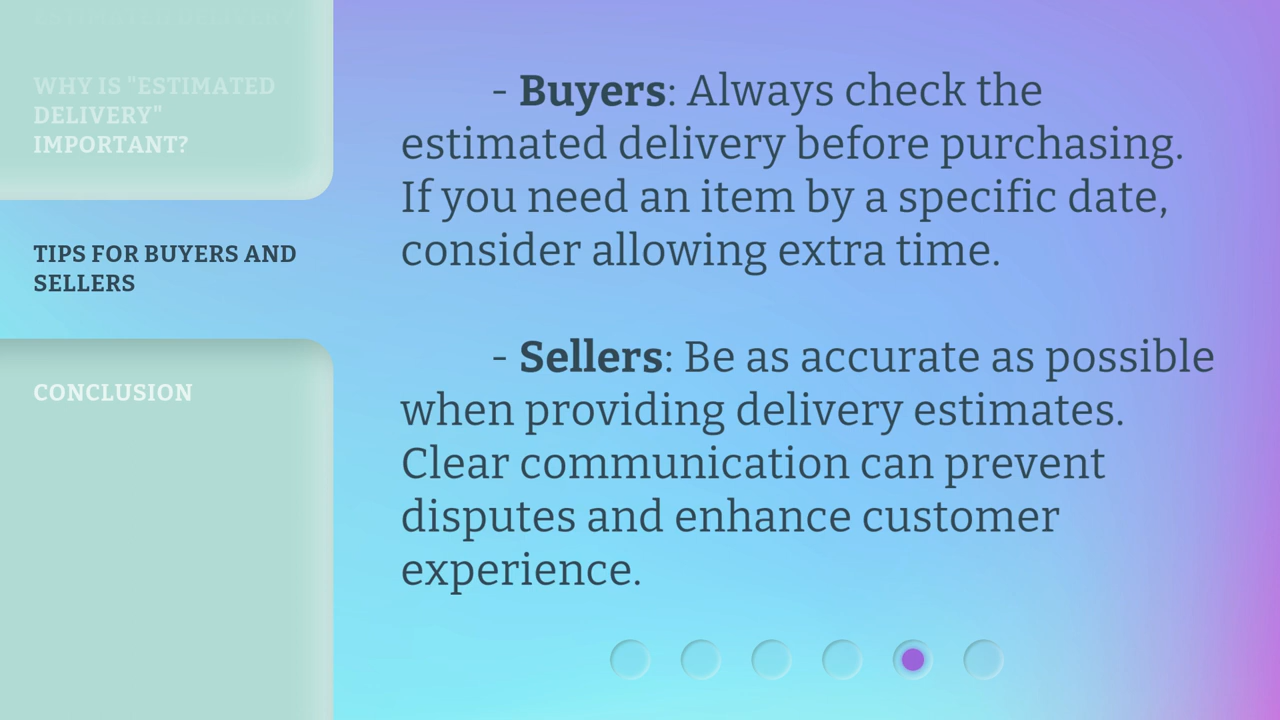 ESTIMATED DELIVERY
WHY IS "ESTIMATED
DELIVERY"
IMPORTANT?
TIPS FOR BUYERS AND
SELLERS
CONCLUSION
- Buyers: Always check the
estimated delivery before purchasing.
If you need an item by a specific date,
consider allowing extra time.
- Sellers: Be as accurate as possible
when providing delivery estimates.
Clear communication can prevent
disputes and enhance customer
experience.